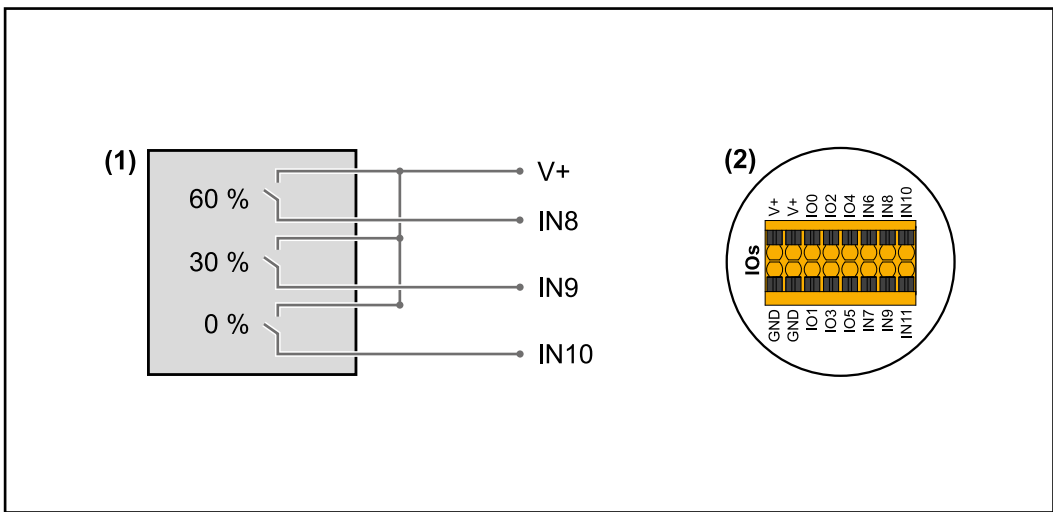 (1)
60 %
30 %
0 %
V+
IN8
IN9
IN10
(2)
IOs
V+
V+
IO0
IO2
IO4
IN6
IN8
IN10
GND
GND
IO1
IO3
IO5
IN7
IN9
IN11